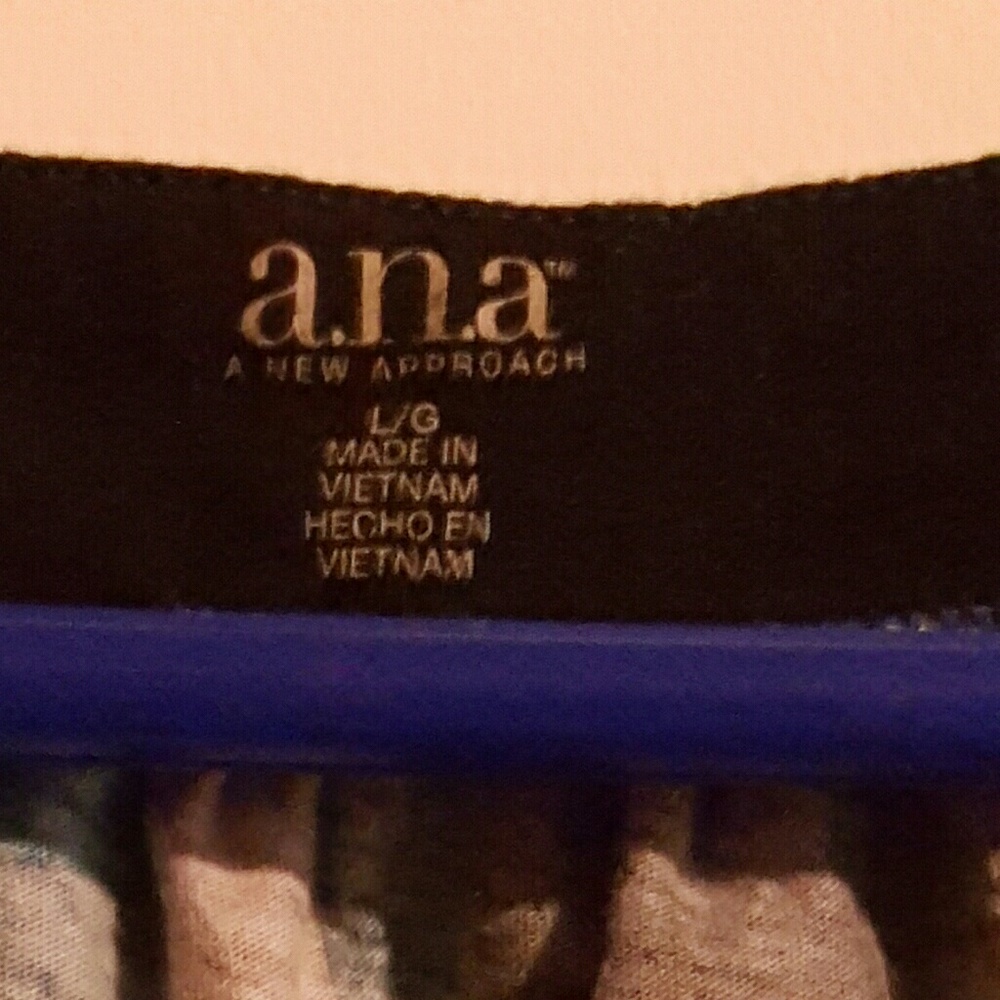 a.n.a™
A NEW APPROACH
L/G
MADE IN
VIETNAM
HECHO EN
VIETNAM